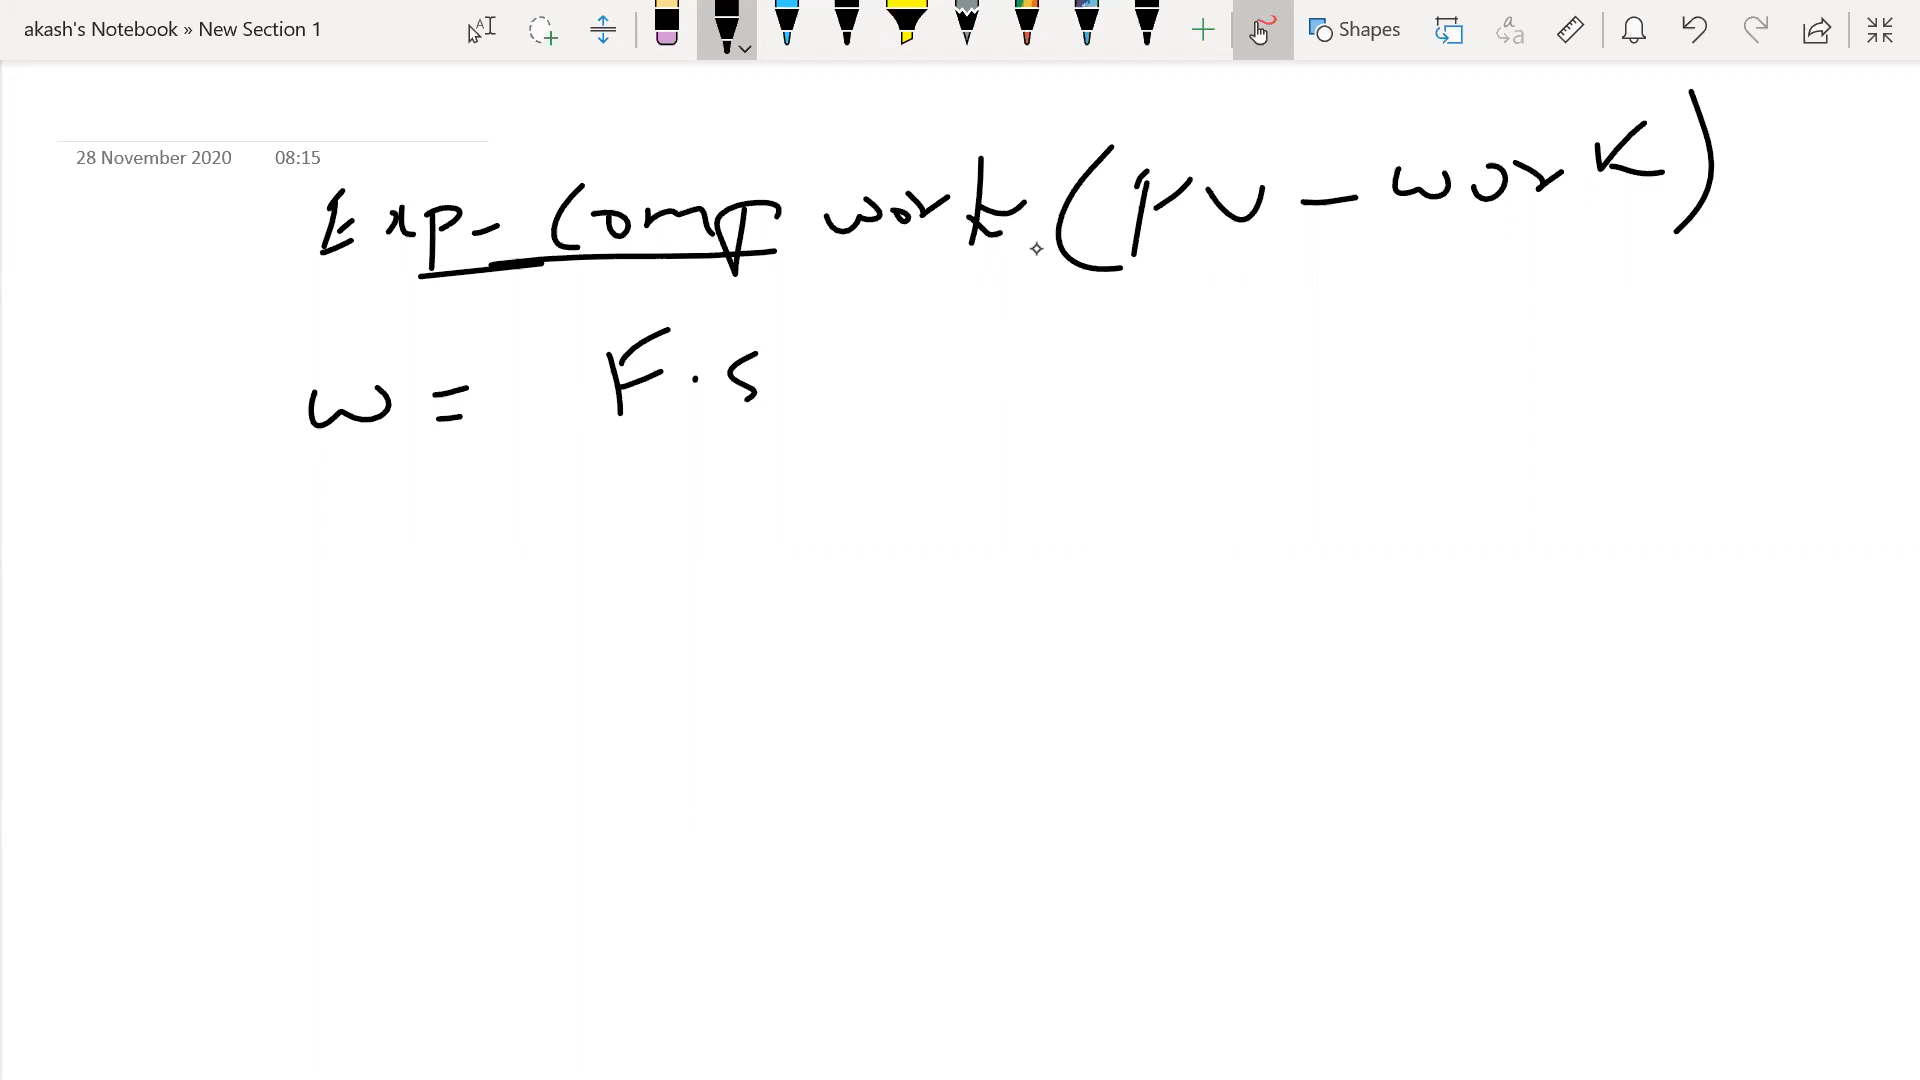 akash's Notebook » New Section 1
Shapes
28 November 2020 08:15
Exp - Comp work (PV - work)
w = F . s